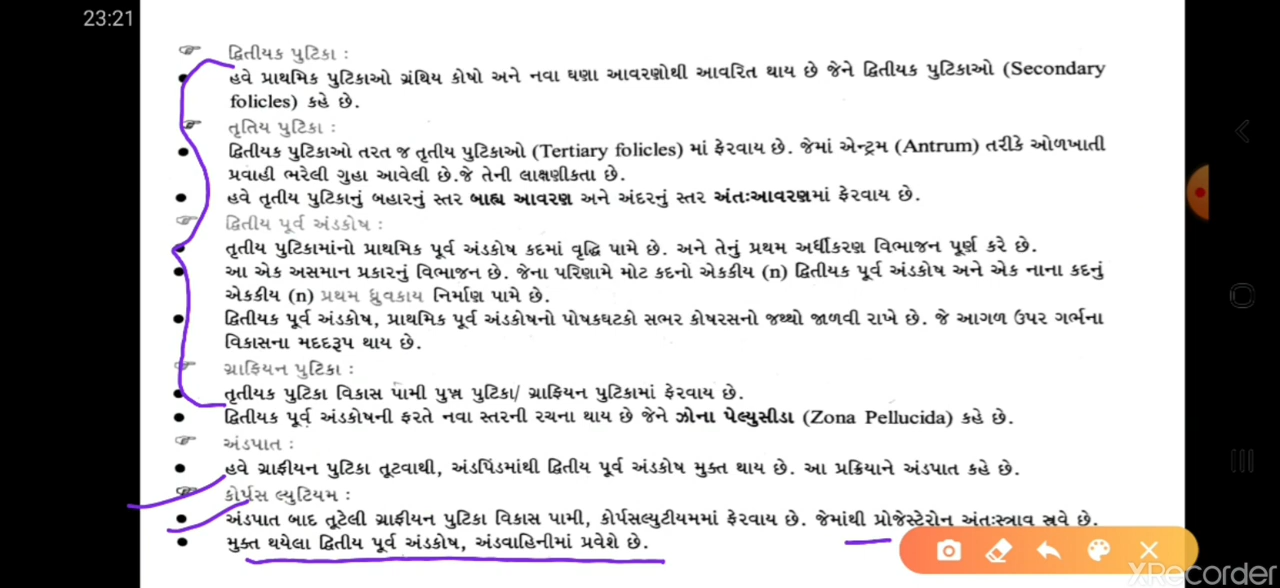 23:21
દ્વિતીયક પુટિકા :
હવે પ્રાથમિક પુટિકાઓ ગ્રંથિય કોષો અને નવા ઘણા આવરણોથી આવરિત થાય છે જેને દ્વિતીયક પુટિકાઓ (Secondary
folicles) કહે છે.
તૃતિય પુટિકા :
દ્વિતીયક પુટિકાઓ તરત જ તૃતીય પુટિકાઓ (Tertiary folicles) માં ફેરવાય છે. જેમાં એન્ટ્રમ (Antrum) તરીકે ઓળખાતી
પ્રવાહી ભરેલી ગુહા આવેલી છે.જે તેની લાક્ષણીકતા છે.
હવે તૃતીય પુટિકાનું બહારનું સ્તર બાહ્ય આવરણ અને અંદરનું સ્તર અંતઃઆવરણમાં ફેરવાય છે.
દ્વિતીય પૂર્વ અંડકોષ :
તૃતીય પુટિકામાંનો પ્રાથમિક પૂર્વ અંડકોષ કદમાં વૃદ્ધિ પામે છે. અને તેનું પ્રથમ અર્ધીકરણ વિભાજન પૂર્ણ કરે છે.
આ એક અસમાન પ્રકારનું વિભાજન છે. જેના પરિણામે મોટ કદનો એકકીય (n) દ્વિતીયક પૂર્વ અંડકોષ અને એક નાના કદનું
એકકીય (n) પ્રથમ ધ્રુવકાય નિર્માણ પામે છે.
દ્વિતીયક પૂર્વ અંડકોષ, પ્રાથમિક પૂર્વ અંડકોષનો પોષકઘટકો સભર કોષરસનો જથ્થો જાળવી રાખે છે. જે આગળ ઉપર ગર્ભના
વિકાસના મદદરૂપ થાય છે.
ગ્રાફિયન પુટિકા :
તૃતીયક પુટિકા વિકાસ પામી પુખ્ત પુટિકા/ ગ્રાફિયન પુટિકામાં ફેરવાય છે.
દ્વિતીયક પૂર્વ અંડકોષની ફરતે નવા સ્તરની રચના થાય છે જેને ઝોના પેલ્યુસીડા (Zona Pellucida) કહે છે.
અંડપાત :
હવે ગ્રાફીયન પુટિકા તૂટવાથી, અંડપિંડમાંથી દ્વિતીય પૂર્વ અંડકોષ મુક્ત થાય છે. આ પ્રક્રિયાને અંડપાત કહે છે.
કોર્પસ લ્યુટિયમ :
અંડપાત બાદ તૂટેલી ગ્રાફીયન પુટિકા વિકાસ પામી, કોર્પસલ્યુટીયમમાં ફેરવાય છે. જેમાંથી પ્રોજેસ્ટેરોન અંતઃસ્ત્રાવ સ્રવે છે.
મુક્ત થયેલા દ્વિતીય પૂર્વ અંડકોષ, અંડવાહિનીમાં પ્રવેશે છે.
XRecorder